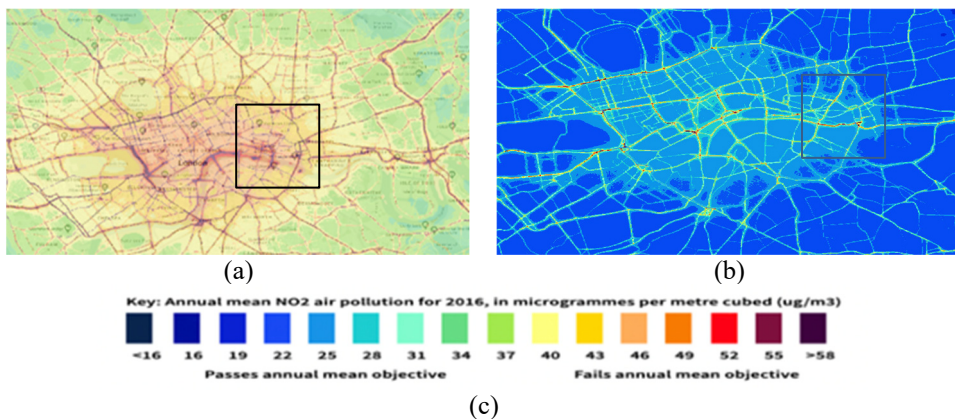 (a)
(b)
Key: Annual mean NO2 air pollution for 2016, in microgrammes per metre cubed (ug/m3)
<16 16 19 22 25 28 31 34 37 40 43 46 49 52 55 >58
Passes annual mean objective Fails annual mean objective
(c)